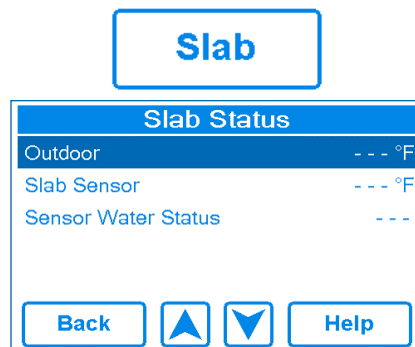 Slab
Slab Status
Outdoor - - - °F
Slab Sensor - - - °F
Sensor Water Status - - -
Back Help